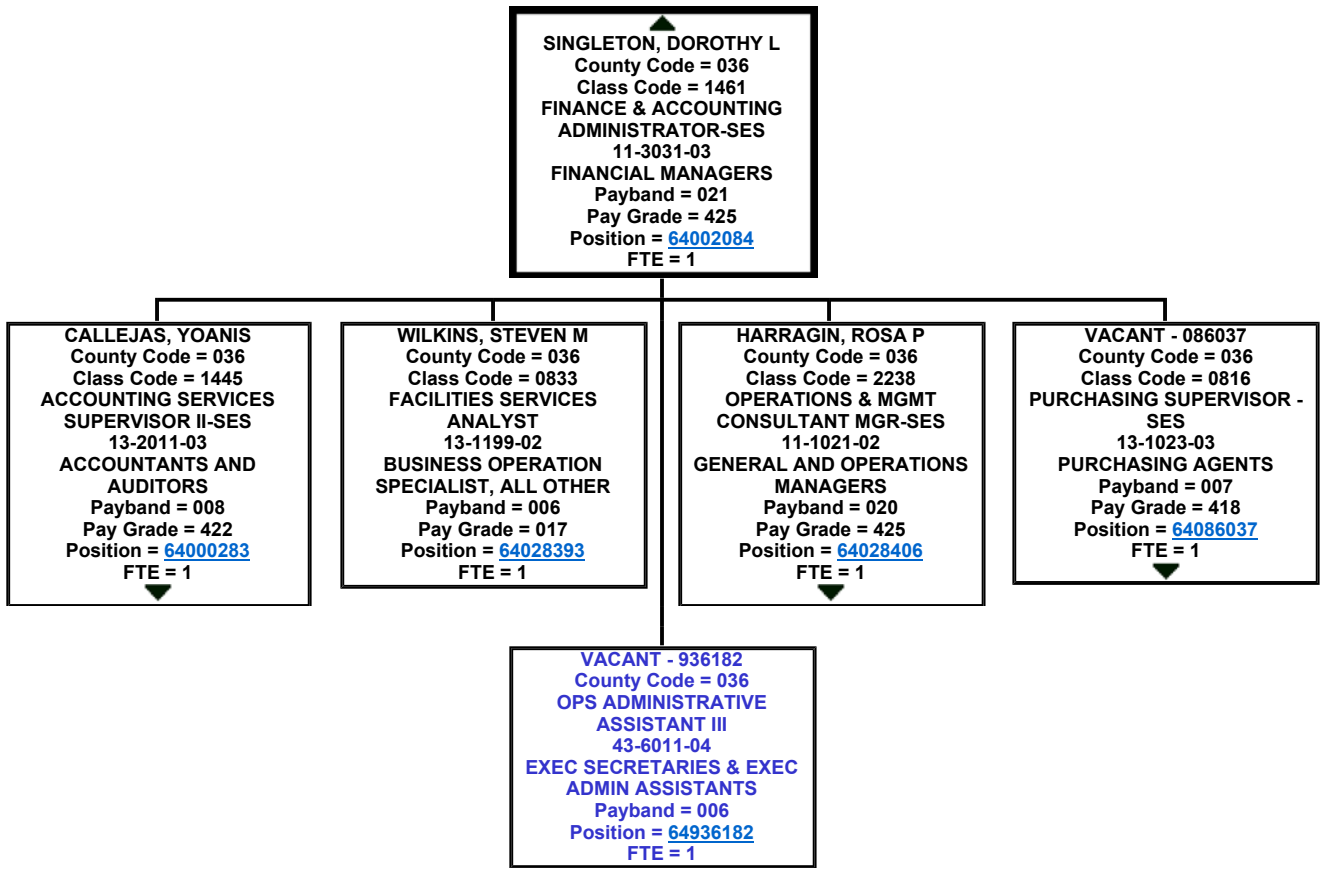 SINGLETON, DOROTHY L
County Code = 036
Class Code = 1461
FINANCE & ACCOUNTING
ADMINISTRATOR-SES
11-3031-03
FINANCIAL MANAGERS
Payband = 021
Pay Grade = 425
Position = 64002084
FTE = 1
CALLEJAS, YOANIS
County Code = 036
Class Code = 1445
ACCOUNTING SERVICES
SUPERVISOR II-SES
13-2011-03
ACCOUNTANTS AND
AUDITORS
Payband = 008
Pay Grade = 422
Position = 64000283
FTE = 1
WILKINS, STEVEN M
County Code = 036
Class Code = 0833
FACILITIES SERVICES
ANALYST
13-1199-02
BUSINESS OPERATION
SPECIALIST, ALL OTHER
Payband = 006
Pay Grade = 017
Position = 64028393
FTE = 1
HARRAGIN, ROSA P
County Code = 036
Class Code = 2238
OPERATIONS & MGMT
CONSULTANT MGR-SES
11-1021-02
GENERAL AND OPERATIONS
MANAGERS
Payband = 020
Pay Grade = 425
Position = 64028406
FTE = 1
VACANT - 086037
County Code = 036
Class Code = 0816
PURCHASING SUPERVISOR -
SES
13-1023-03
PURCHASING AGENTS
Payband = 007
Pay Grade = 418
Position = 64086037
FTE = 1
VACANT - 936182
County Code = 036
OPS ADMINISTRATIVE
ASSISTANT III
43-6011-04
EXEC SECRETARIES & EXEC
ADMIN ASSISTANTS
Payband = 006
Position = 64936182
FTE = 1